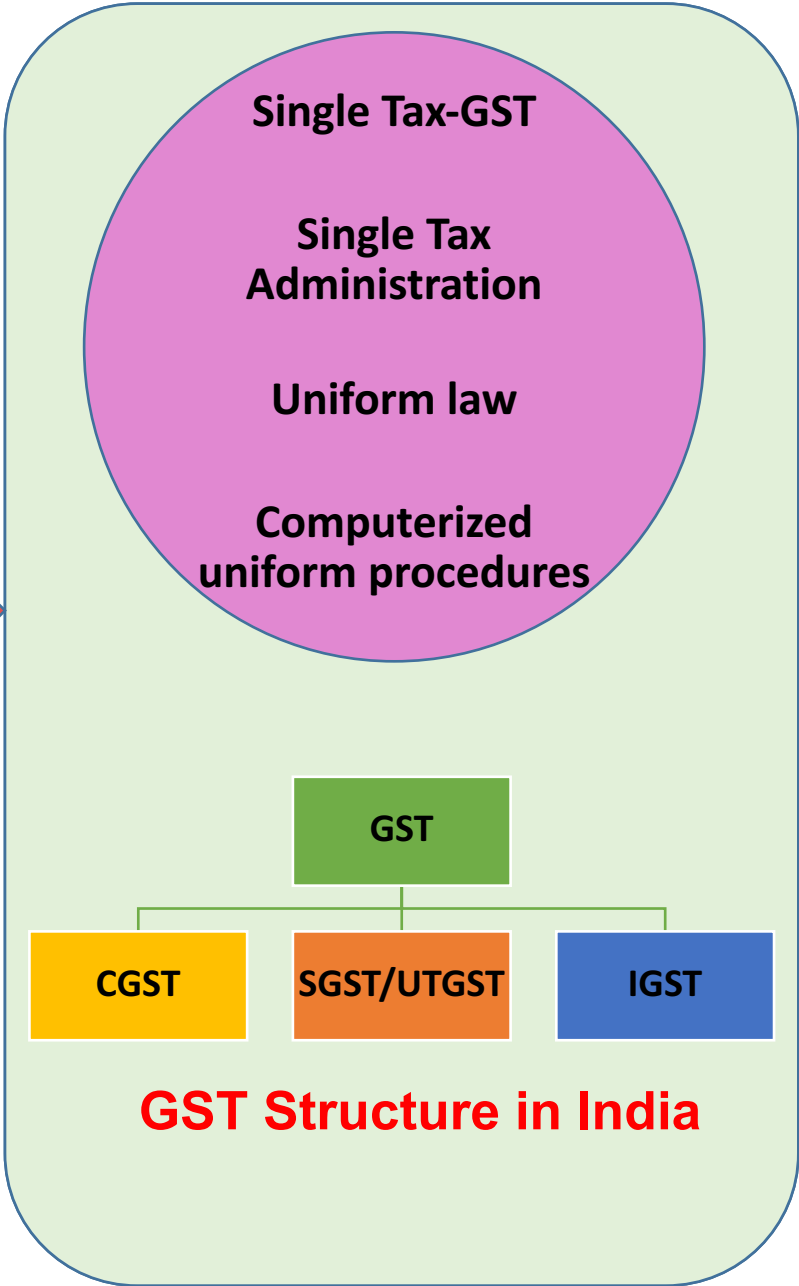 Single Tax-GST
Single Tax
Administration
Uniform law
Computerized
uniform procedures
GST
CGST
SGST/UTGST
IGST
GST Structure in India